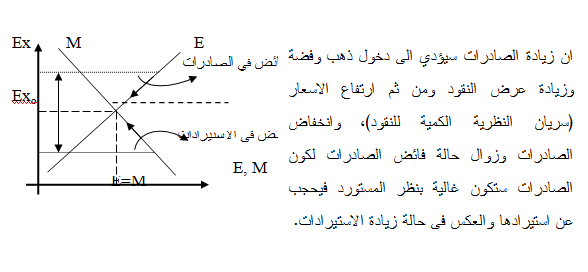 Ex
M
E
ائض في الصادرات
Ex
ئض في الاستيرادات
E, M
E=M
ان زيادة الصادرات سيؤدي الى دخول ذهب وفضة
وزيادة عرض النقود ومن ثم ارتفاع الاسعار
(سريان النظرية الكمية للنقود)، وانخفاض
الصادرات وزوال حالة فائض الصادرات لكون
الصادرات ستكون غالية بنظر المستورد فيحجب
عن استيرادها والعكس في حالة زيادة الاستيرادات.